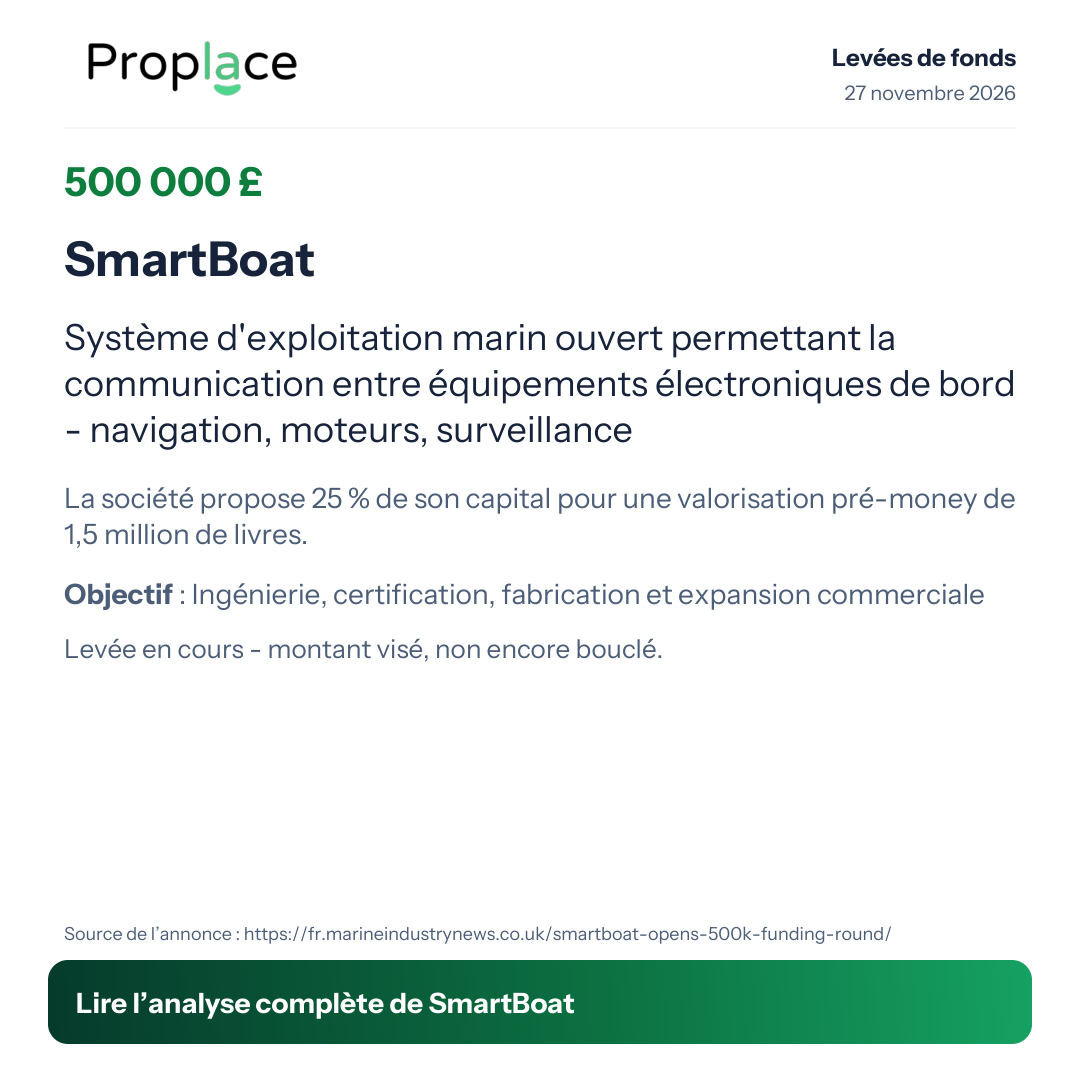 Proplace
Levées de fonds
27 novembre 2026
500 000 £
SmartBoat
Système d'exploitation marin ouvert permettant la
communication entre équipements électroniques de bord
- navigation, moteurs, surveillance
La société propose 25 % de son capital pour une valorisation pré-money de
1,5 million de livres.
Objectif : Ingénierie, certification, fabrication et expansion commerciale
Levée en cours - montant visé, non encore bouclé.
Source de l’annonce : https://fr.marineindustrynews.co.uk/smartboat-opens-500k-funding-round/
Lire l’analyse complète de SmartBoat